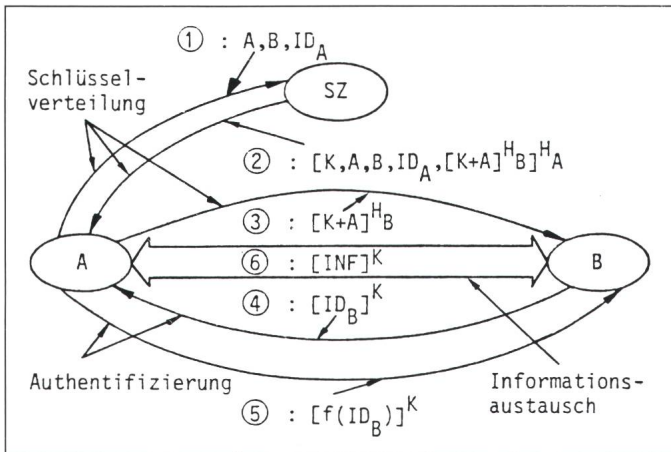 ① : A,B,ID_A
Schlüssel-
verteilung
SZ
② : [K,A,B,ID_A,[K+A]^H_B]^H_A
③ : [K+A]^H_B
A
⑥ : [INF]^K
B
④ : [ID_B]^K
Authentifizierung
Informations-
austausch
⑤ : [f(ID_B)]^K